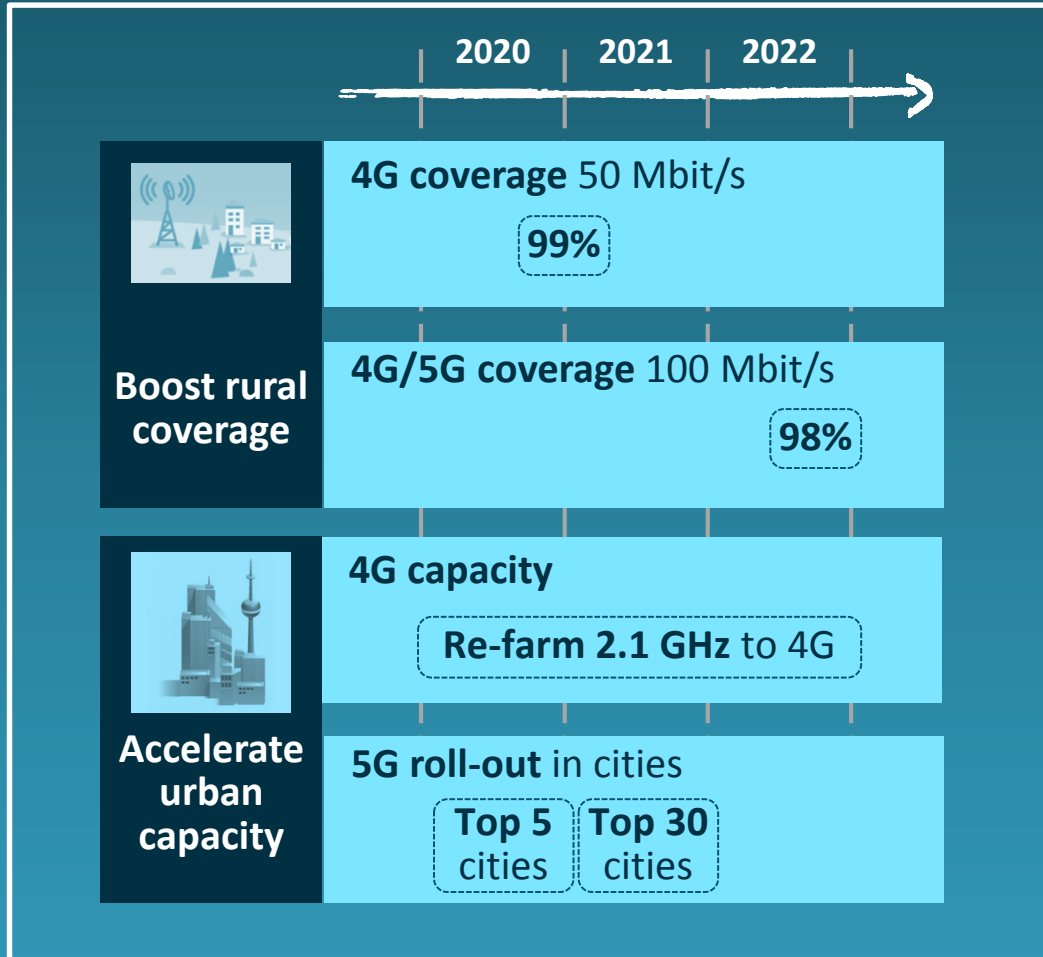 2020 2021 2022
4G coverage 50 Mbit/s
99%
Boost rural
coverage
4G/5G coverage 100 Mbit/s
98%
4G capacity
Re-farm 2.1 GHz to 4G
Accelerate
urban
capacity
5G roll-out in cities
Top 5 Top 30
cities cities